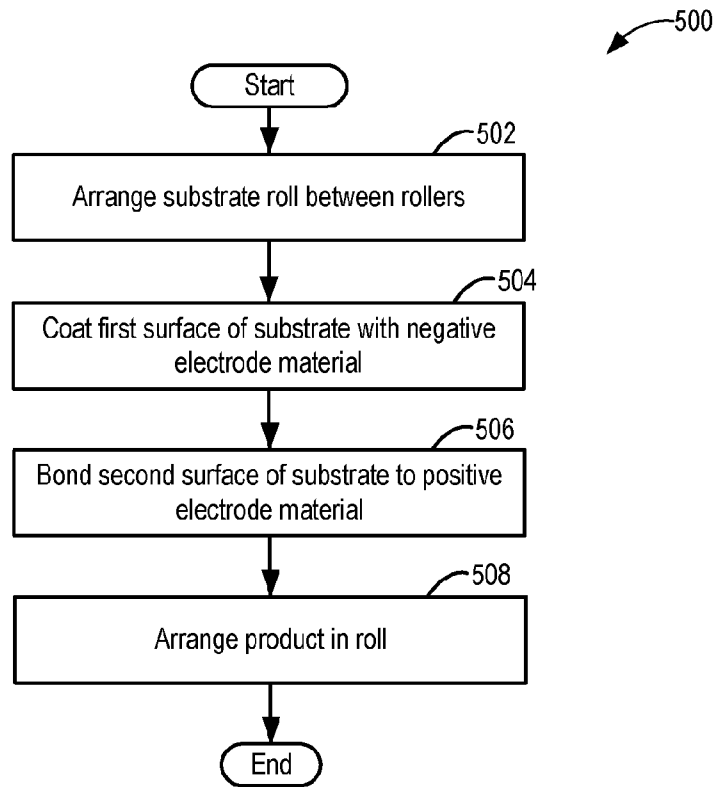 500
Start
502
Arrange substrate roll between rollers
504
Coat first surface of substrate with negative
electrode material
506
Bond second surface of substrate to positive
electrode material
508
Arrange product in roll
End